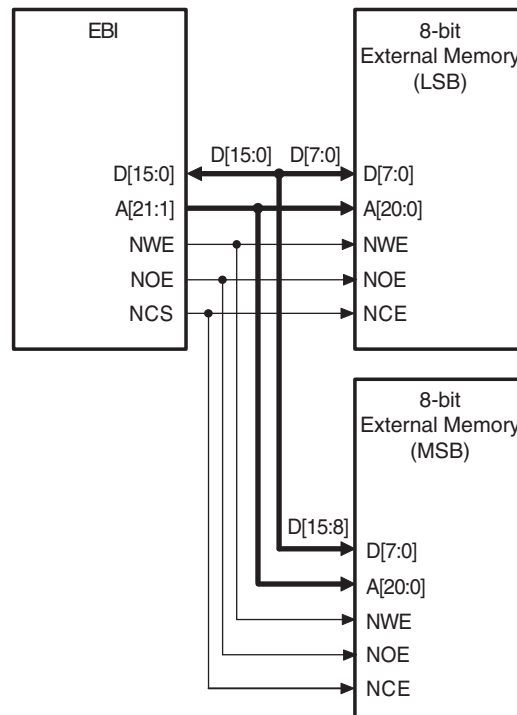 EBI
D[15:0]
A[21:1]
NWE
NOE
NCS
D[15:0]
D[7:0]
8-bit
External Memory
(LSB)
D[7:0]
A[20:0]
NWE
NOE
NCE
8-bit
External Memory
(MSB)
D[15:8]
D[7:0]
A[20:0]
NWE
NOE
NCE